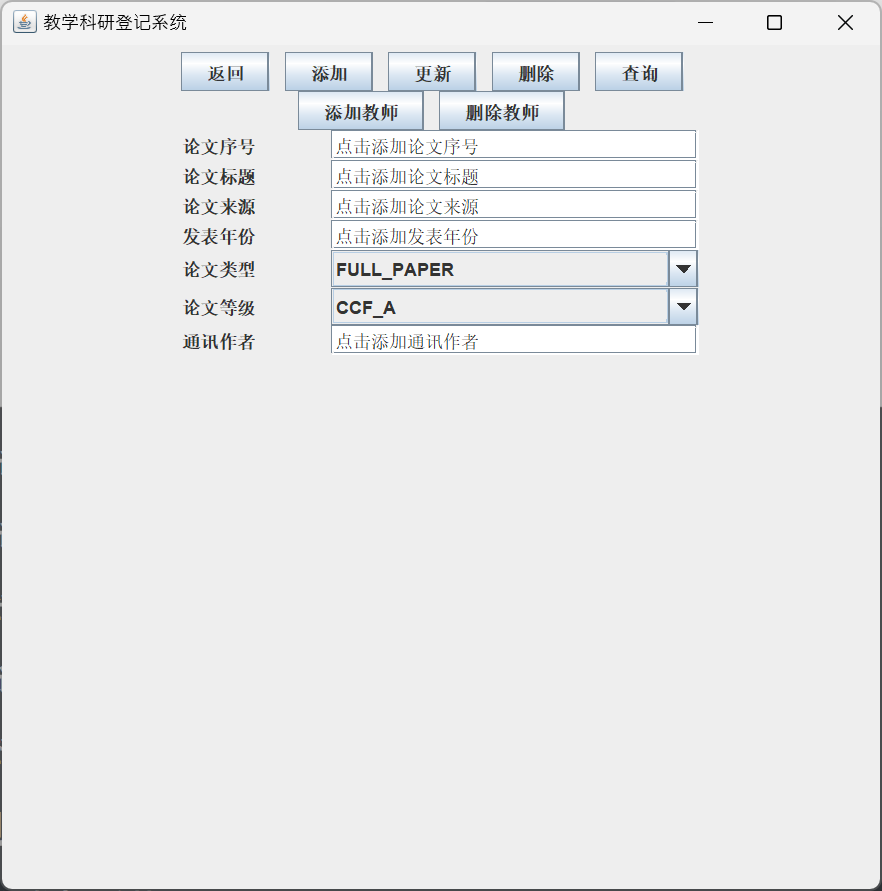 教学科研登记系统
返回 添加 更新 删除 查询
添加教师 删除教师
论文序号 点击添加论文序号
论文标题 点击添加论文标题
论文来源 点击添加论文来源
发表年份 点击添加发表年份
论文类型 FULL_PAPER
论文等级 CCF_A
通讯作者 点击添加通讯作者